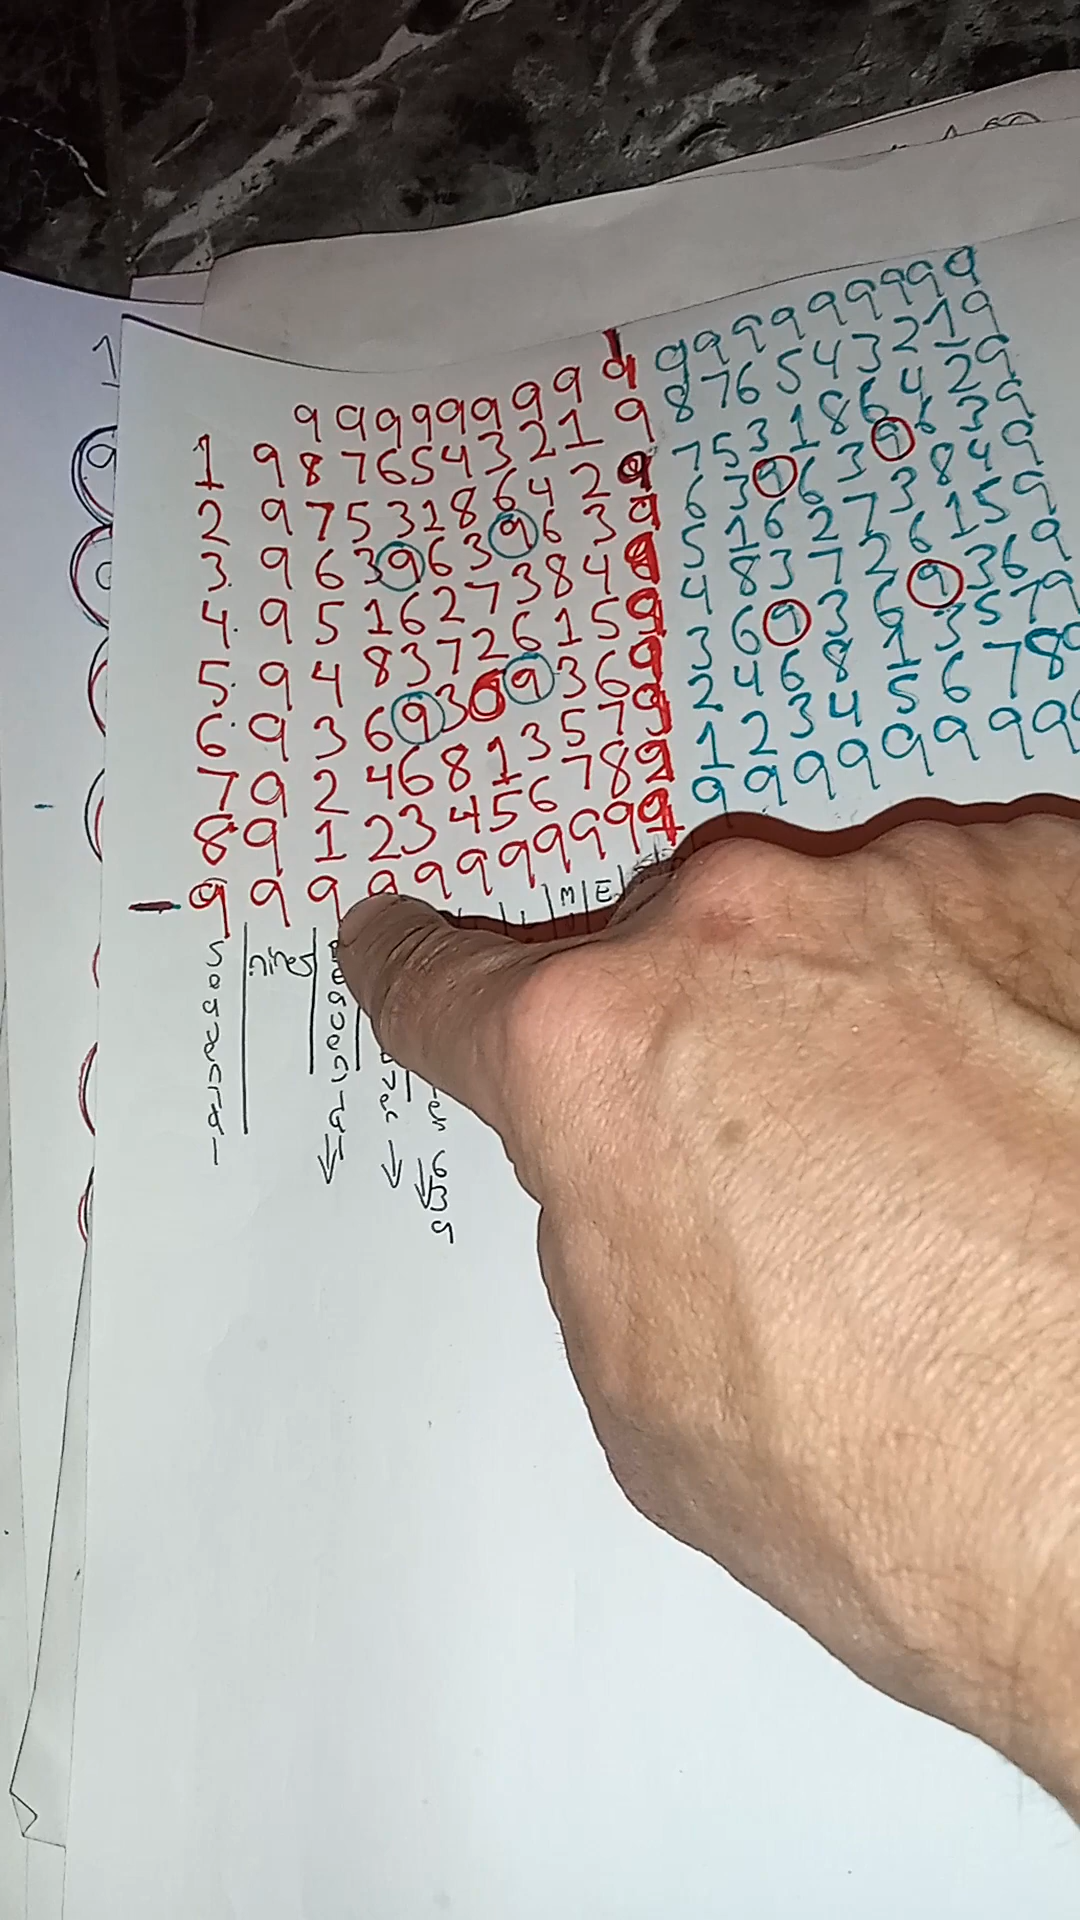 9 9 9 9 9 9 9 9 9 9 9 9 9 9 9 9 9
1 9 8 7 6 5 4 3 2 1 9 8 7 6 5 4 3 2 1 9
2 9 7 5 3 1 8 6 4 2 9 7 5 3 1 8 6 4 2 9
3. 9 6 3 9 6 3 9 6 3 9 6 3 9 6 3 9 6 3 9
4. 9 5 1 6 2 7 3 8 4 9 5 1 6 2 7 3 8 4 9
5. 9 4 8 3 7 2 6 1 5 9 4 8 3 7 2 6 1 5 9
6. 9 3 6 9 3 6 9 3 6 9 3 6 9 3 6 9 3 6 9
7 9 2 4 6 8 1 3 5 7 9 2 4 6 8 1 3 5 7 9
8 9 1 2 3 4 5 6 7 8 9 1 2 3 4 5 6 7 8 9
9 9 9 9 9 9 9 9 9 9 9 9 9 9 9 9 9 9 9
M E
nine
6 3 9
1
9